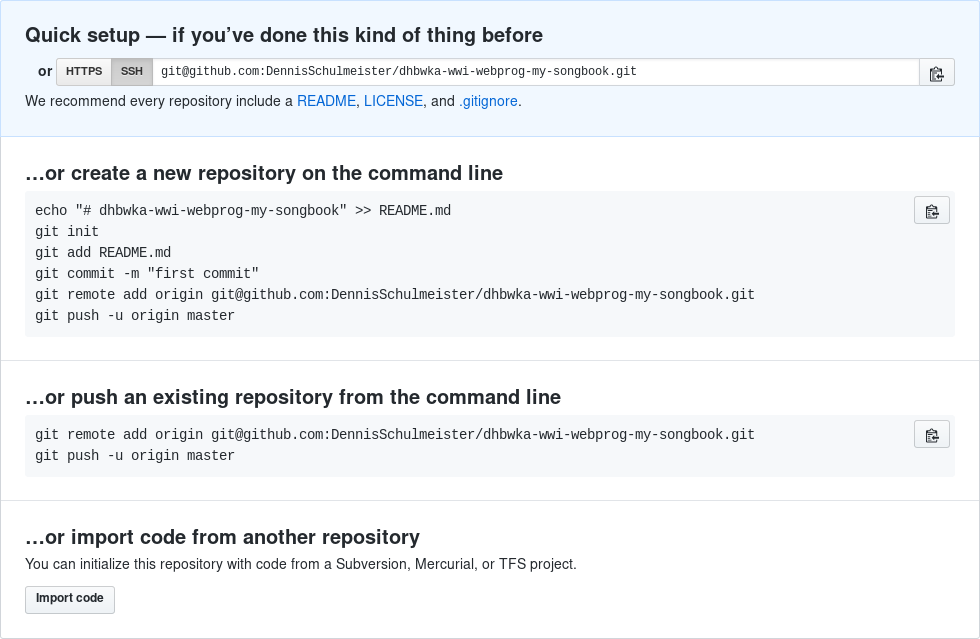 Quick setup — if you’ve done this kind of thing before
or HTTPS SSH git@github.com:DennisSchulmeister/dhbwka-wwi-webprog-my-songbook.git
We recommend every repository include a README, LICENSE, and .gitignore.
…or create a new repository on the command line
echo "# dhbwka-wwi-webprog-my-songbook" >> README.md
git init
git add README.md
git commit -m "first commit"
git remote add origin git@github.com:DennisSchulmeister/dhbwka-wwi-webprog-my-songbook.git
git push -u origin master
…or push an existing repository from the command line
git remote add origin git@github.com:DennisSchulmeister/dhbwka-wwi-webprog-my-songbook.git
git push -u origin master
…or import code from another repository
You can initialize this repository with code from a Subversion, Mercurial, or TFS project.
Import code